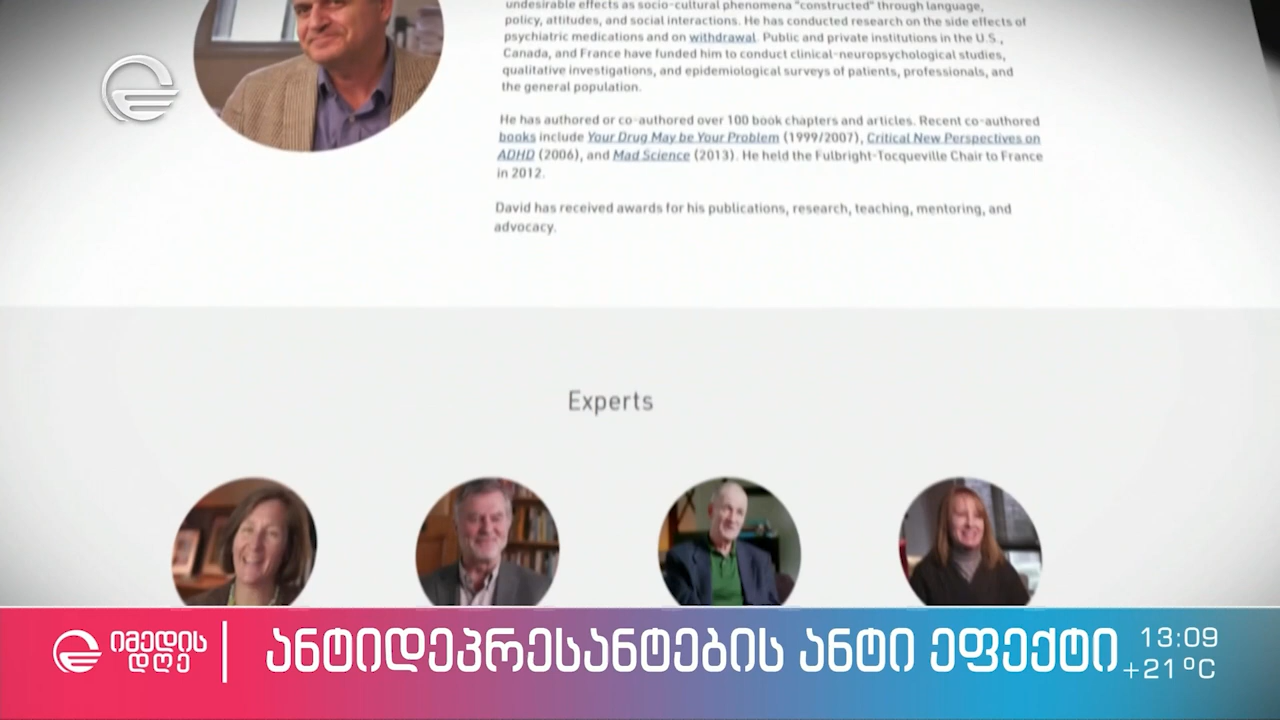 undesirable effects as socio-cultural phenomena "constructed" through language,
policy, attitudes, and social interactions. He has conducted research on the side effects of
psychiatric medications and on withdrawal. Public and private institutions in the U.S.,
Canada, and France have funded him to conduct clinical-neuropsychological studies,
qualitative investigations, and epidemiological surveys of patients, professionals, and
the general population.
He has authored or co-authored over 100 book chapters and articles. Recent co-authored
books include Your Drug May be Your Problem (1999/2007), Critical New Perspectives on
ADHD (2006), and Mad Science (2013). He held the Fulbright-Tocqueville Chair to France
in 2012.
David has received awards for his publications, research, teaching, mentoring, and
advocacy.
Experts
იმედის
დღე
ანტიდეპრესანტების ანტი ეფექტი
13:09
+21°C